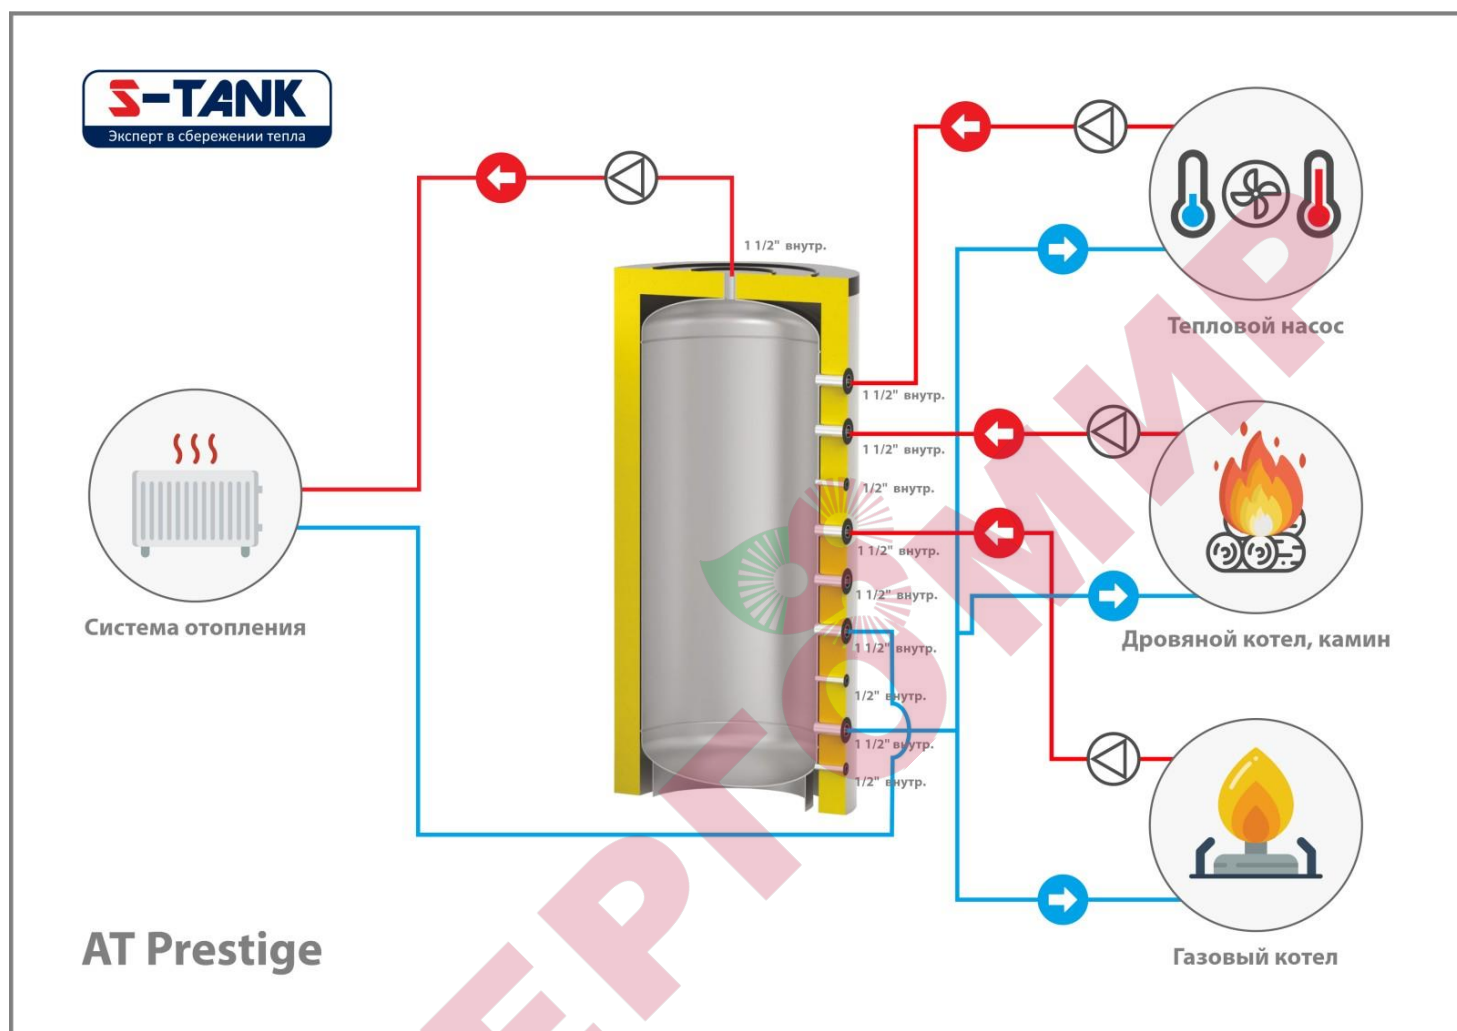 S-TANK
Эксперт в сбережении тепла
1 1/2" внутр.
Тепловой насос
1 1/2" внутр.
1 1/2" внутр.
1/2" внутр.
1 1/2" внутр.
1 1/2" внутр.
1 1/2" внутр.
1/2" внутр.
1 1/2" внутр.
1/2" внутр.
Система отопления
Дровяной котел, камин
Газовый котел
AT Prestige
ЕРГОМИР